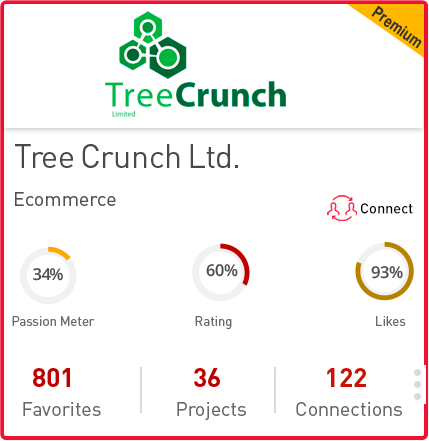 Premium
TreeCrunch
Limited
Tree Crunch Ltd.
Ecommerce
Connect
34%
60%
93%
Passion Meter
Rating
Likes
801
36
122
Favorites
Projects
Connections